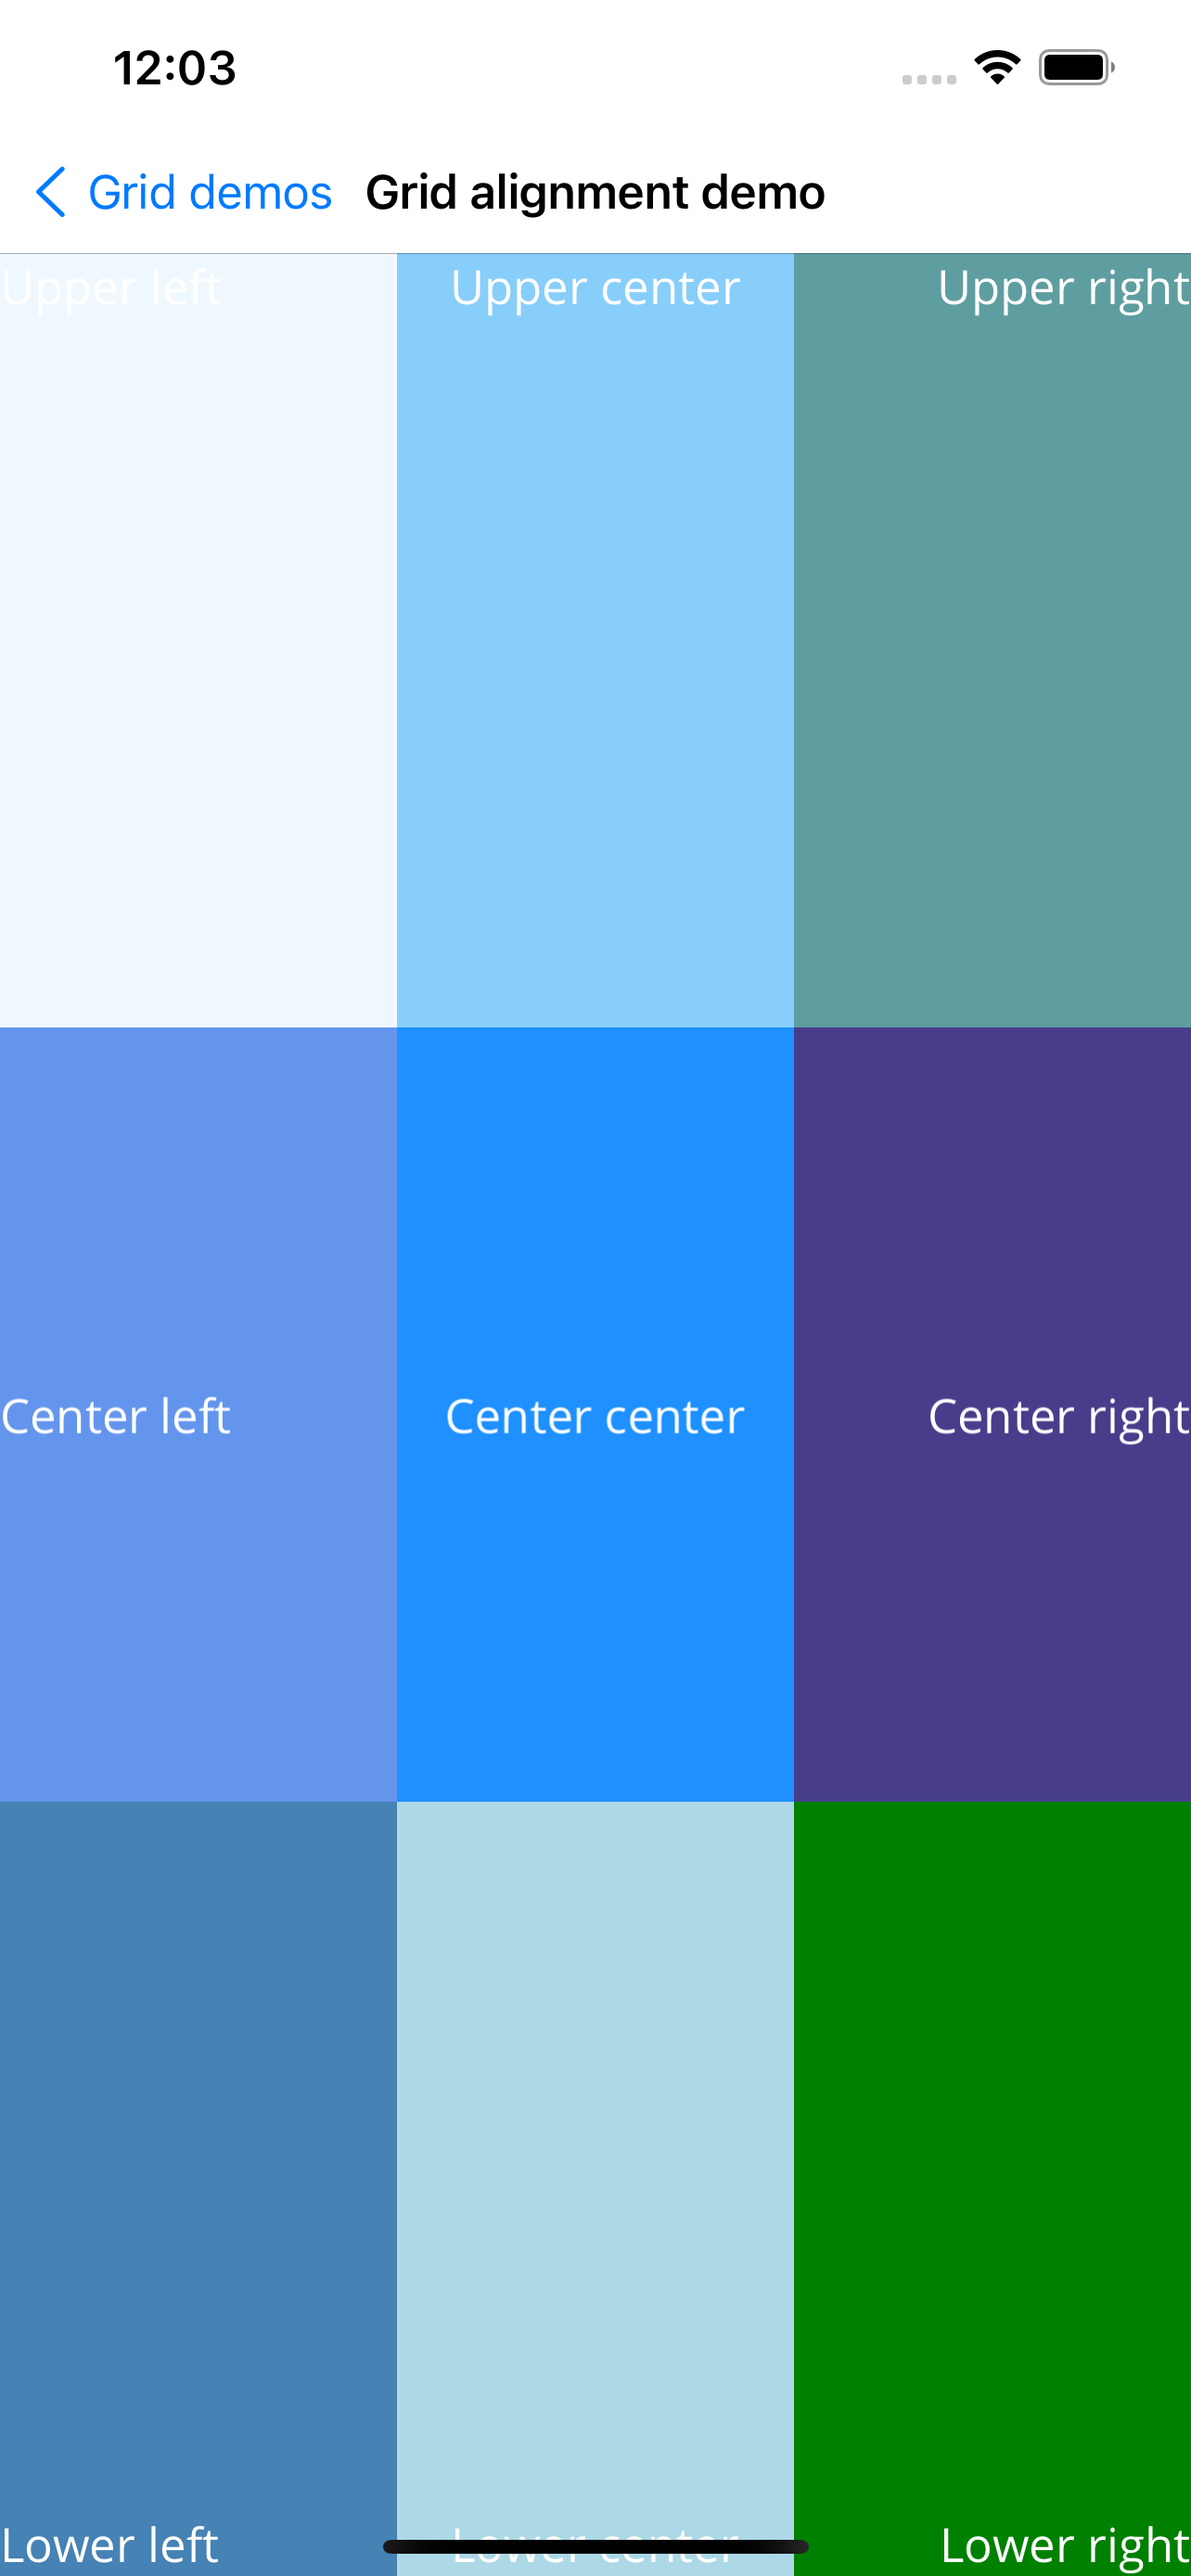 12:03
Grid demos Grid alignment demo
Upper left Upper center Upper right
Center left Center center Center right
Lower left Lower center Lower right